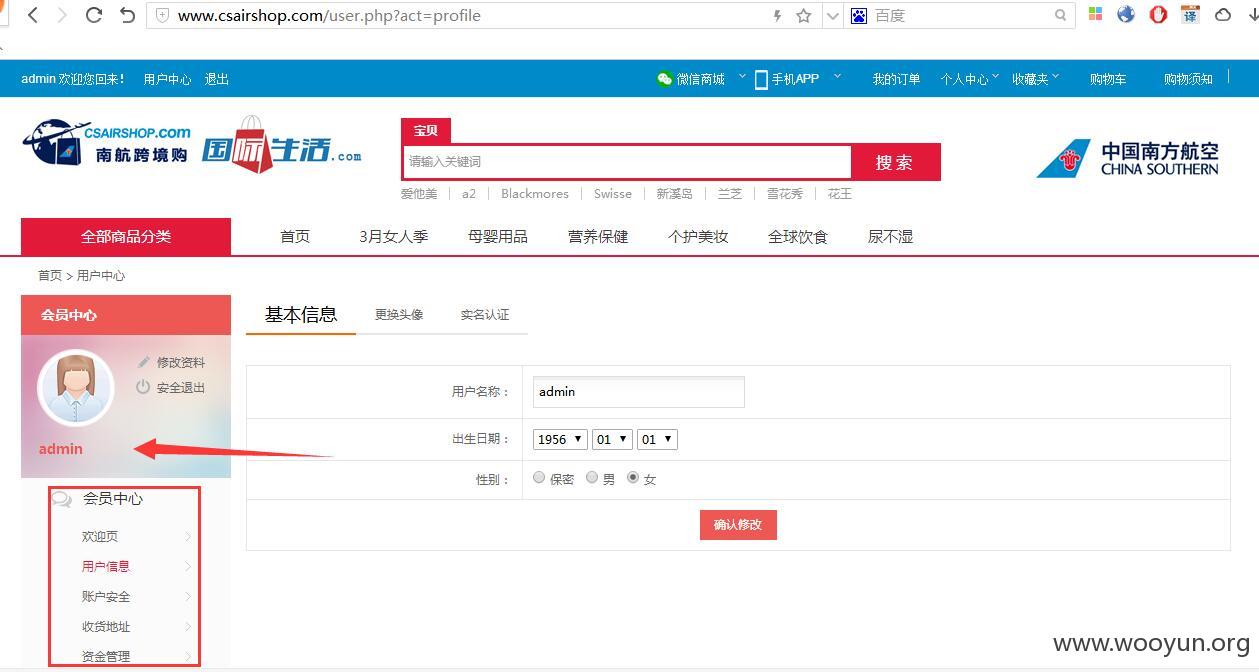 www.csairshop.com/user.php?act=profile 百度
admin 欢迎您回来! 用户中心 退出 微信商城 手机APP 我的订单 个人中心 收藏夹 购物车 购物须知
宝贝
CSAIRSHOP.com
南航跨境购
国际生活.com
请输入关键词 搜 索
中国南方航空
CHINA SOUTHERN
爱他美 a2 Blackmores Swisse 新溪岛 兰芝 雪花秀 花王
全部商品分类 首页 3月女人季 母婴用品 营养保健 个护美妆 全球饮食 尿不湿
首页 > 用户中心
会员中心 基本信息 更换头像 实名认证
修改资料
安全退出
admin
用户名称： admin
出生日期： 1956 01 01
性别： 保密 男 女
确认修改
会员中心
欢迎页
用户信息
账户安全
收货地址
资金管理
www.wooyun.org